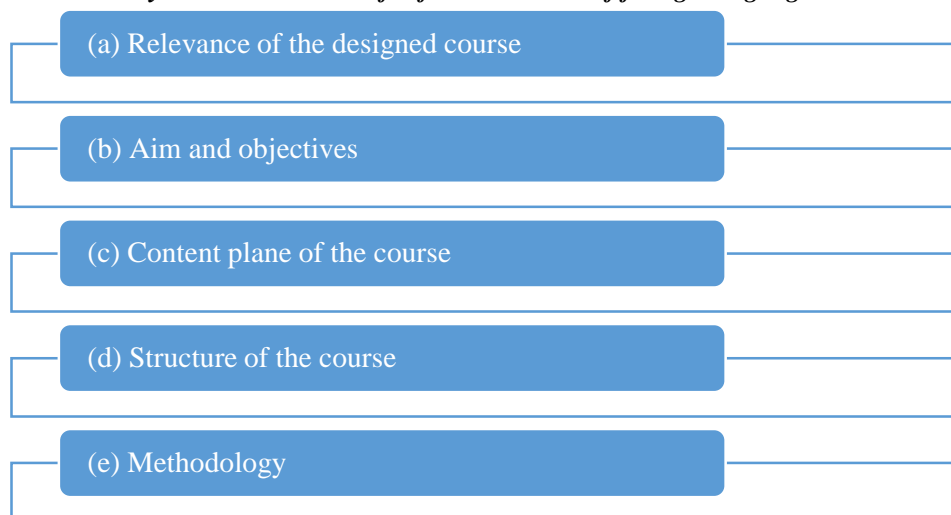 (a) Relevance of the designed course
(b) Aim and objectives
(c) Content plane of the course
(d) Structure of the course
(e) Methodology